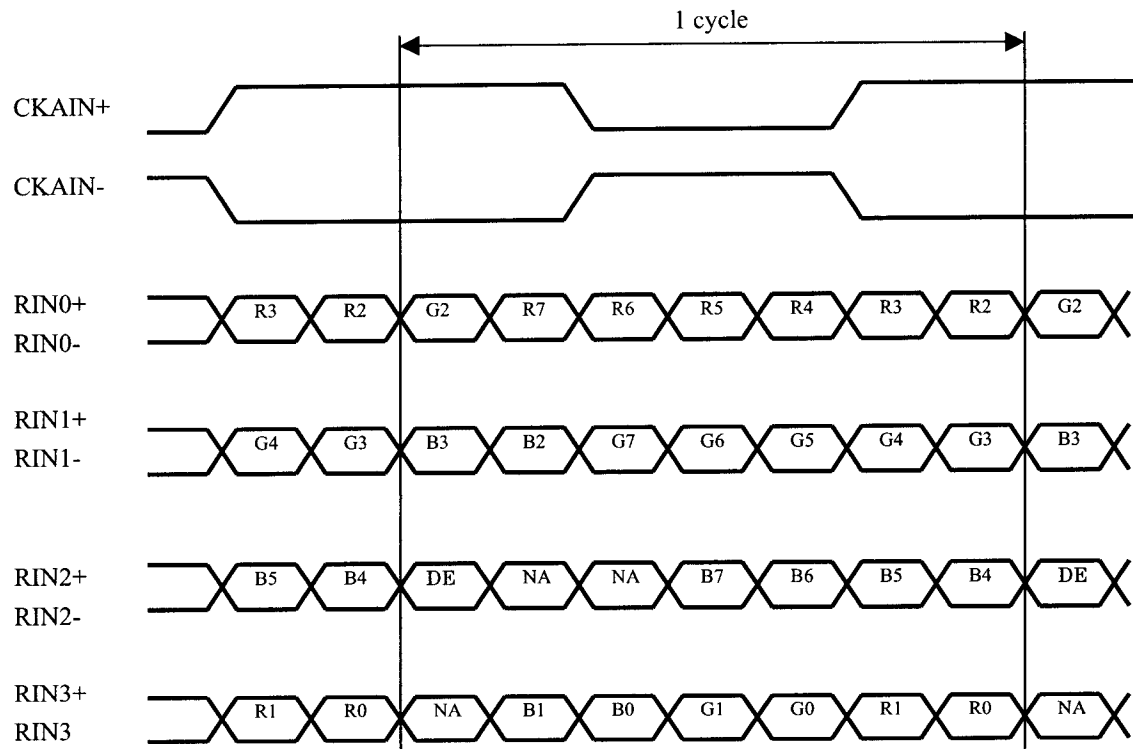 1 cycle
CKAIN+
CKAIN-
RIN0+
R3 R2 G2 R7 R6 R5 R4 R3 R2 G2
RIN0-
RIN1+
G4 G3 B3 B2 G7 G6 G5 G4 G3 B3
RIN1-
RIN2+
B5 B4 DE NA NA B7 B6 B5 B4 DE
RIN2-
RIN3+
R1 R0 NA B1 B0 G1 G0 R1 R0 NA
RIN3